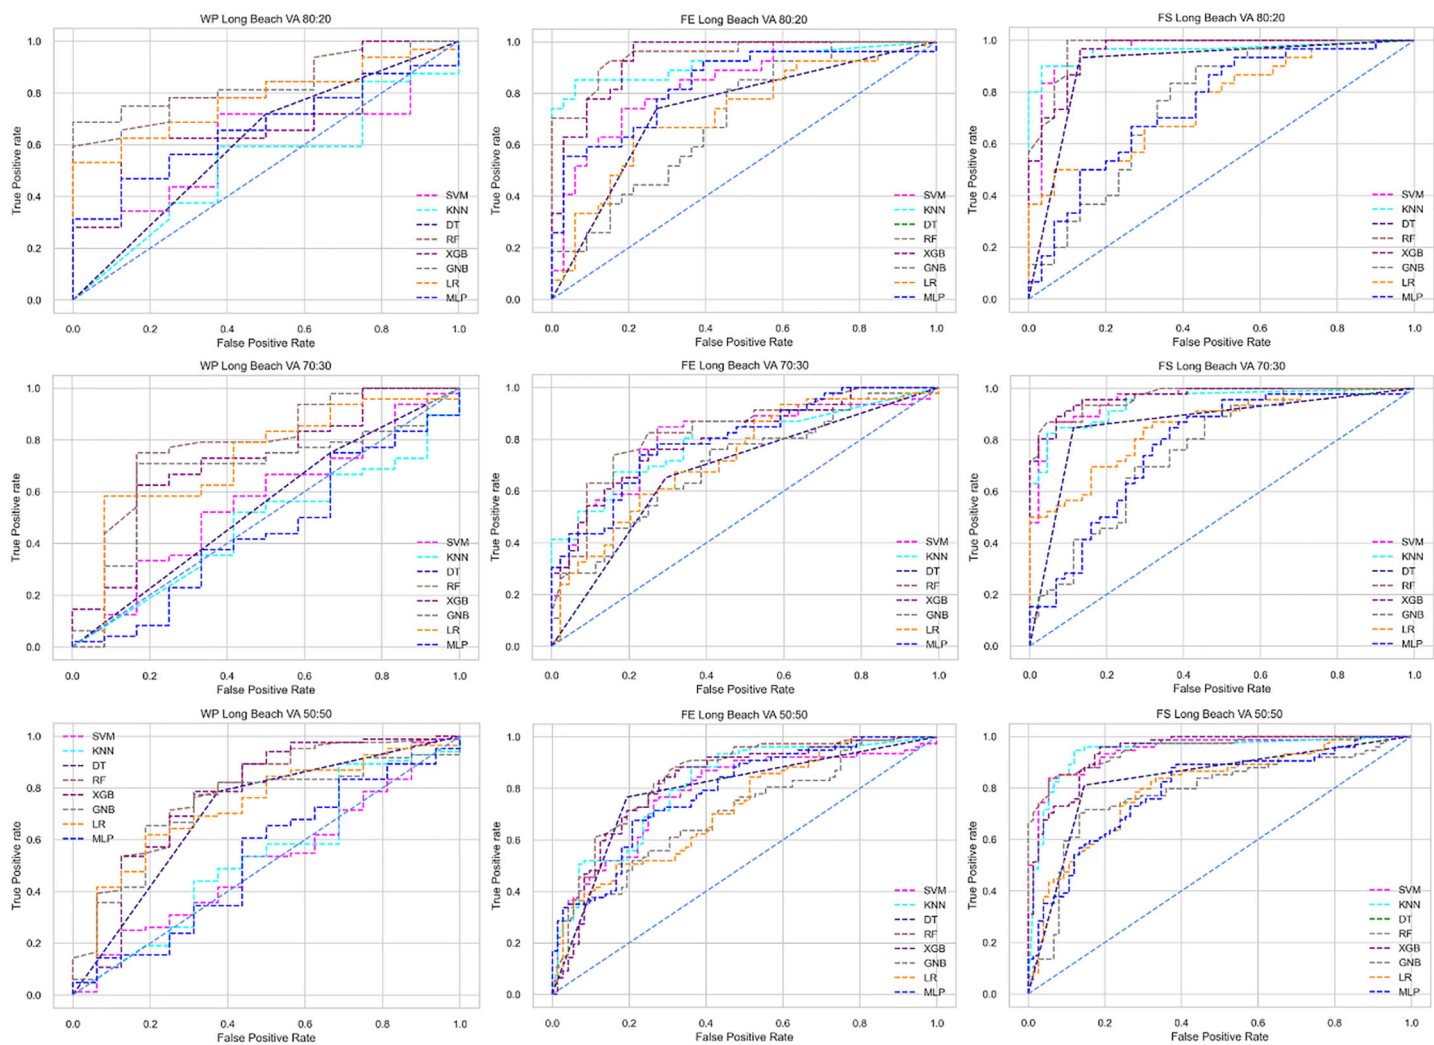 WP Long Beach VA 80:20
1.0
0.8
0.6
0.4
0.2
0.0
True Positive rate
SVM
KNN
DT
RF
XGB
GNB
LR
MLP
0.0 0.2 0.4 0.6 0.8 1.0
False Positive Rate
FE Long Beach VA 80:20
1.0
0.8
0.6
0.4
0.2
0.0
True Positive rate
SVM
KNN
DT
RF
XGB
GNB
LR
MLP
0.0 0.2 0.4 0.6 0.8 1.0
False Positive Rate
FS Long Beach VA 80:20
1.0
0.8
0.6
0.4
0.2
0.0
True Positive rate
SVM
KNN
DT
RF
XGB
GNB
LR
MLP
0.0 0.2 0.4 0.6 0.8 1.0
False Positive Rate
WP Long Beach VA 70:30
1.0
0.8
0.6
0.4
0.2
0.0
True Positive rate
SVM
KNN
DT
RF
XGB
GNB
LR
MLP
0.0 0.2 0.4 0.6 0.8 1.0
False Positive Rate
FE Long Beach VA 70:30
1.0
0.8
0.6
0.4
0.2
0.0
True Positive rate
SVM
KNN
DT
RF
XGB
GNB
LR
MLP
0.0 0.2 0.4 0.6 0.8 1.0
False Positive Rate
FS Long Beach VA 70:30
1.0
0.8
0.6
0.4
0.2
0.0
True Positive rate
SVM
KNN
DT
RF
XGB
GNB
LR
MLP
0.0 0.2 0.4 0.6 0.8 1.0
False Positive Rate
WP Long Beach VA 50:50
1.0
0.8
0.6
0.4
0.2
0.0
True Positive rate
SVM
KNN
DT
RF
XGB
GNB
LR
MLP
0.0 0.2 0.4 0.6 0.8 1.0
False Positive Rate
FE Long Beach VA 50:50
1.0
0.8
0.6
0.4
0.2
0.0
True Positive rate
SVM
KNN
DT
RF
XGB
GNB
LR
MLP
0.0 0.2 0.4 0.6 0.8 1.0
False Positive Rate
FS Long Beach VA 50:50
1.0
0.8
0.6
0.4
0.2
0.0
True Positive rate
SVM
KNN
DT
RF
XGB
GNB
LR
MLP
0.0 0.2 0.4 0.6 0.8 1.0
False Positive Rate